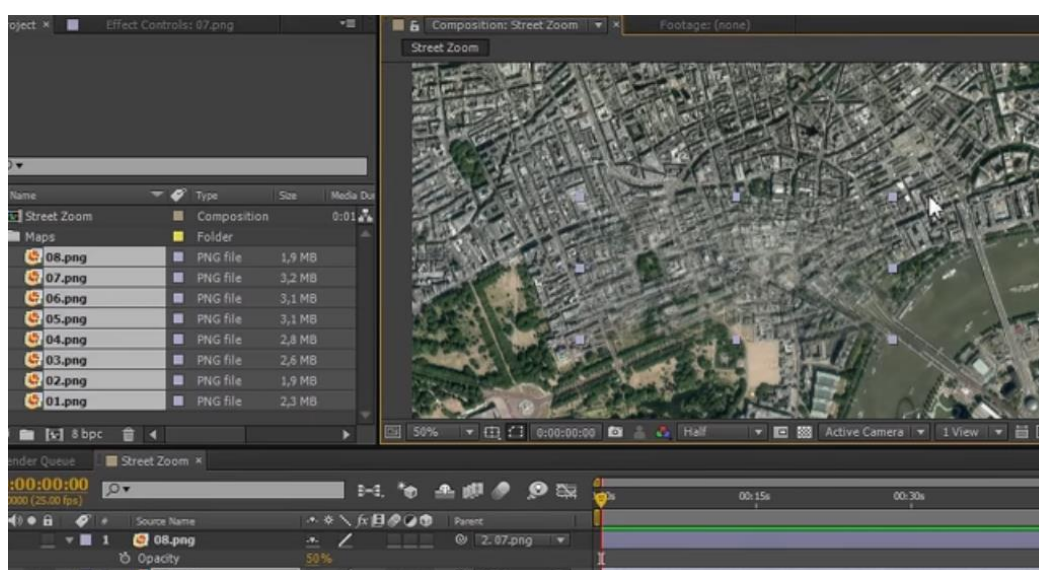 oject × Effect Controls: 07.png
Composition: Street Zoom × Footage: (none)
Street Zoom
Name Type Size Media Du
Street Zoom Composition 0:01
Maps Folder
08.png PNG file 1,9 MB
07.png PNG file 3,2 MB
06.png PNG file 3,1 MB
05.png PNG file 3,1 MB
04.png PNG file 2,8 MB
03.png PNG file 2,6 MB
02.png PNG file 1,9 MB
01.png PNG file 2,3 MB
8 bpc
50% 0:00:00:00 Half Active Camera 1 View
ender Queue Street Zoom ×
:00:00:00
0000 (25.00 fps)
00:15s 00:30s
# Source Name fx Parent
1 08.png 2. 07.png
Opacity 50%